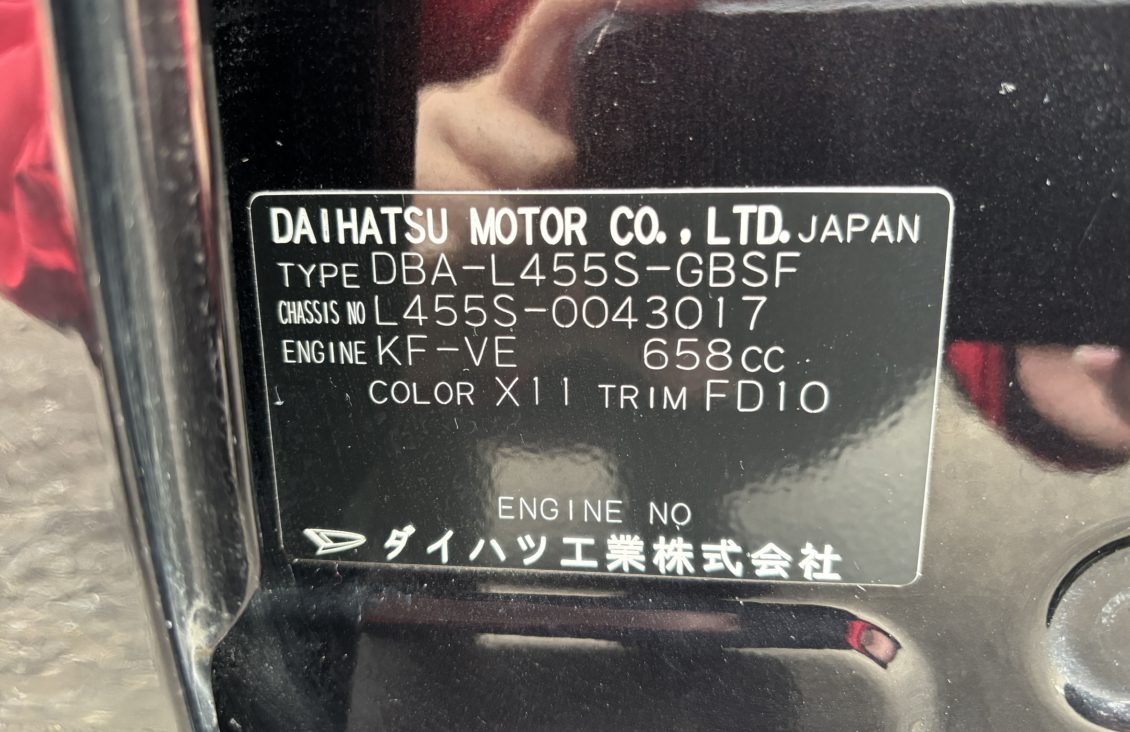 DAIHATSU MOTOR CO., LTD. JAPAN
TYPE DBA-L455S-GBSF
CHASSIS NO L455S-0043017
ENGINE KF-VE 658cc
COLOR X11 TRIM FD10
ENGINE NO
ダイハツ工業株式会社